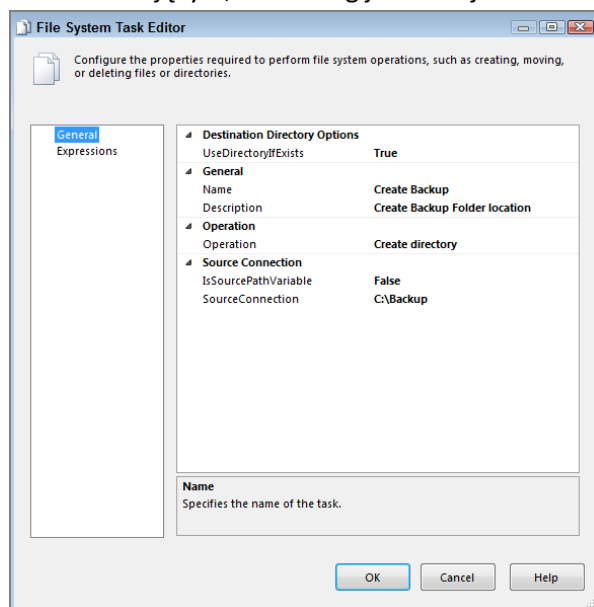 File System Task Editor
Configure the properties required to perform file system operations, such as creating, moving,
or deleting files or directories.
General
Expressions
Destination Directory Options
UseDirectoryIfExists True
General
Name Create Backup
Description Create Backup Folder location
Operation
Operation Create directory
Source Connection
IsSourcePathVariable False
SourceConnection C:\Backup
Name
Specifies the name of the task.
OK Cancel Help